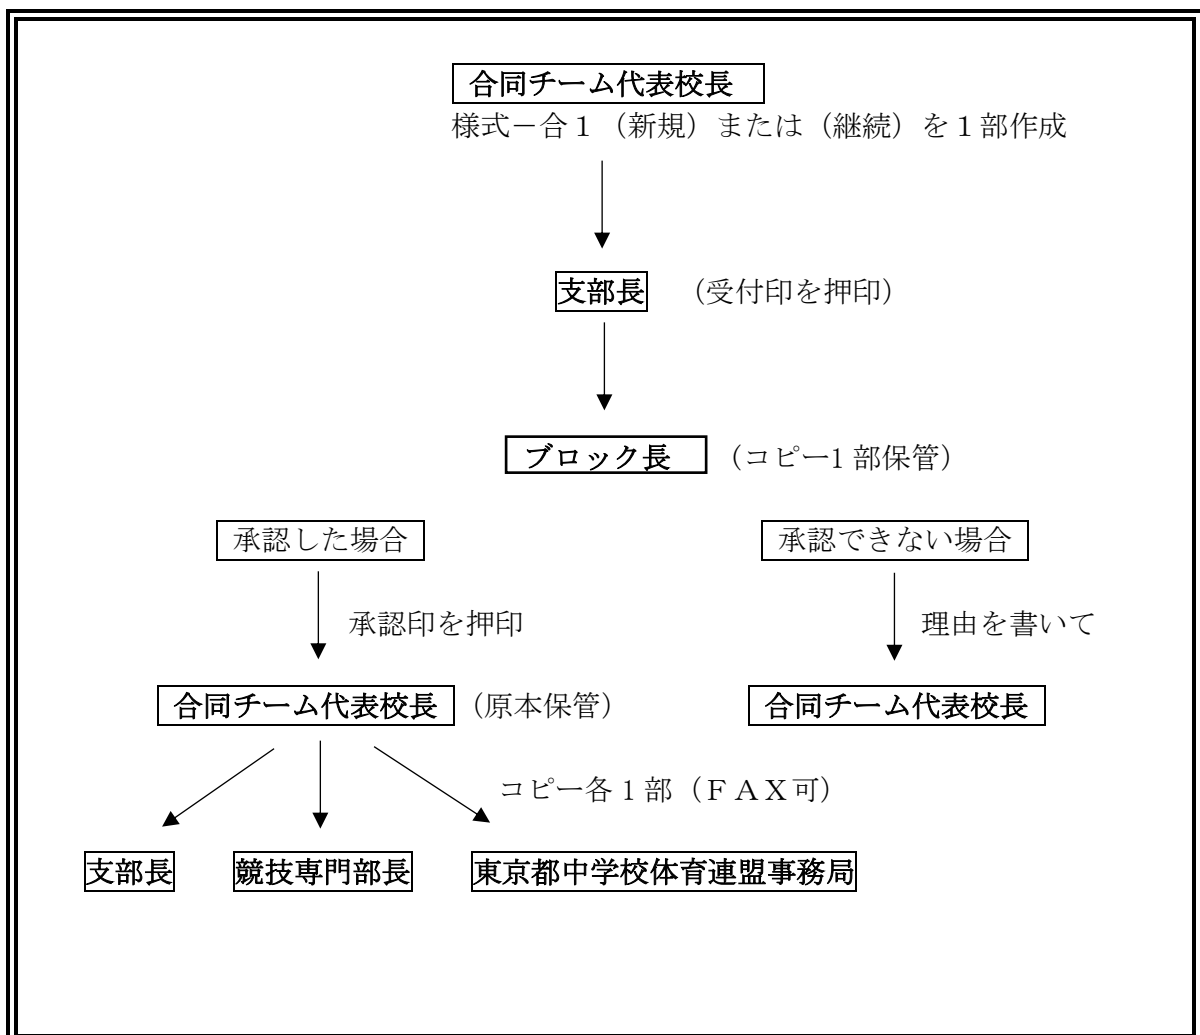 合同チーム代表校長
様式－合１（新規）または（継続）を１部作成
支部長 （受付印を押印）
ブロック長 （コピー1部保管）
承認した場合 承認できない場合
承認印を押印 理由を書いて
合同チーム代表校長 （原本保管） 合同チーム代表校長
コピー各１部（ＦＡＸ可）
支部長 競技専門部長 東京都中学校体育連盟事務局